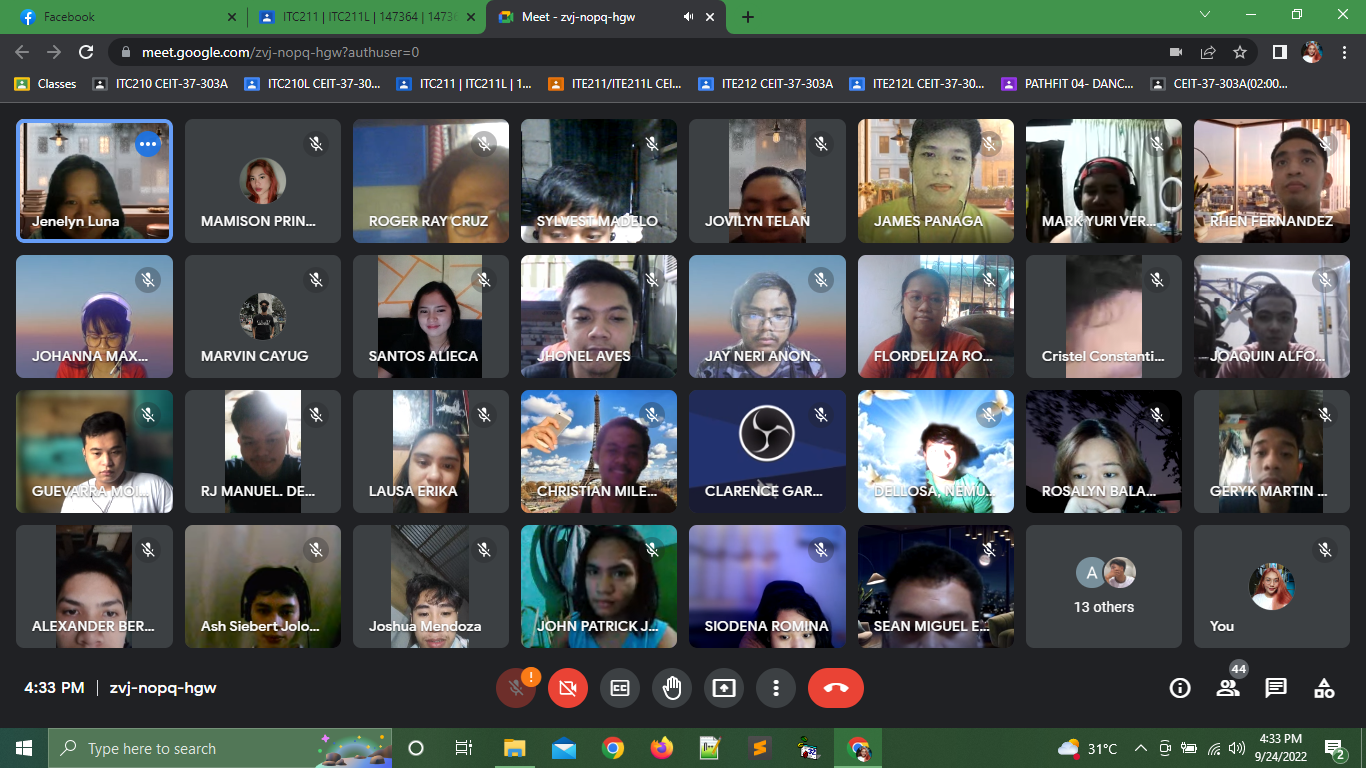 Facebook
ITC211 | ITC211L | 147364 | 1473
Meet - zvj-nopq-hgw
meet.google.com/zvj-nopq-hgw?authuser=0
Classes
ITC210 CEIT-37-303A
ITC210L CEIT-37-30...
ITC211 | ITC211L | 1...
ITE211/ITE211L CEI...
ITE212 CEIT-37-303A
ITE212L CEIT-37-30...
PATHFIT 04- DANC...
CEIT-37-303A(02:00...
Jenelyn Luna
MAMISON PRIN...
ROGER RAY CRUZ
SYLVEST MADELO
JOVILYN TELAN
JAMES PANAGA
MARK YURI VER...
RHEN FERNANDEZ
JOHANNA MAX...
MARVIN CAYUG
SANTOS ALIECA
JHONEL AVES
JAY NERI ANON...
FLORDELIZA RO...
Cristel Constanti...
JOAQUIN ALFO...
GUEVARRA MOI...
RJ MANUEL. DE...
LAUSA ERIKA
CHRISTIAN MILE...
CLARENCE GAR...
DELLOSA, NEMU...
ROSALYN BALA...
GERYK MARTIN ...
ALEXANDER BER...
Ash Siebert Jolo...
Joshua Mendoza
JOHN PATRICK J...
SIODENA ROMINA
SEAN MIGUEL E...
A
13 others
You
4:33 PM | zvj-nopq-hgw
!
CC
44
Type here to search
31°C
4:33 PM
9/24/2022
2